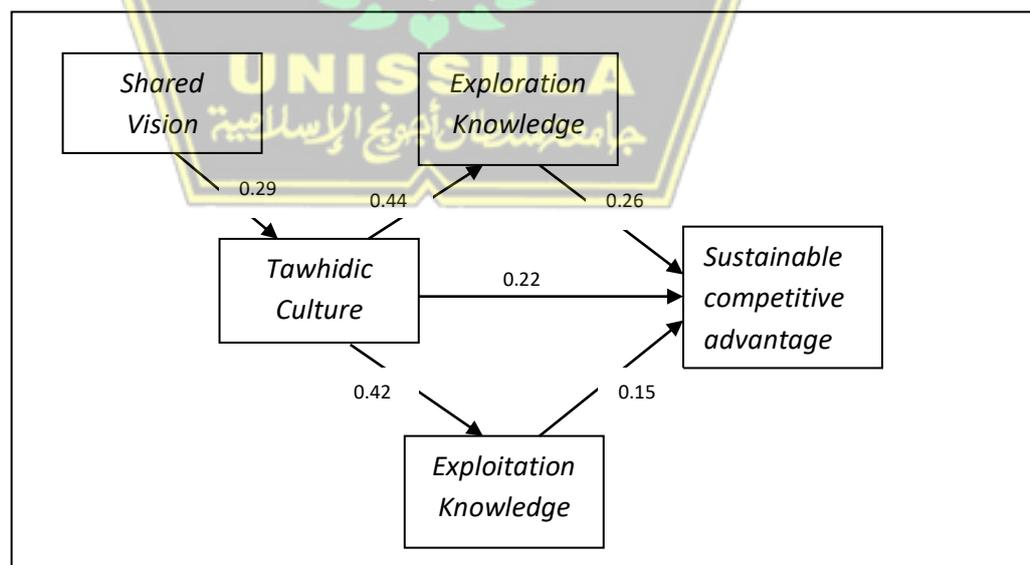 Shared
Vision
Exploration
Knowledge
UNISSULA
جامعة سلطان أجونج الإسلامية
0.29
0.44
0.26
Tawhidic
Culture
0.22
Sustainable
competitive
advantage
0.42
0.15
Exploitation
Knowledge